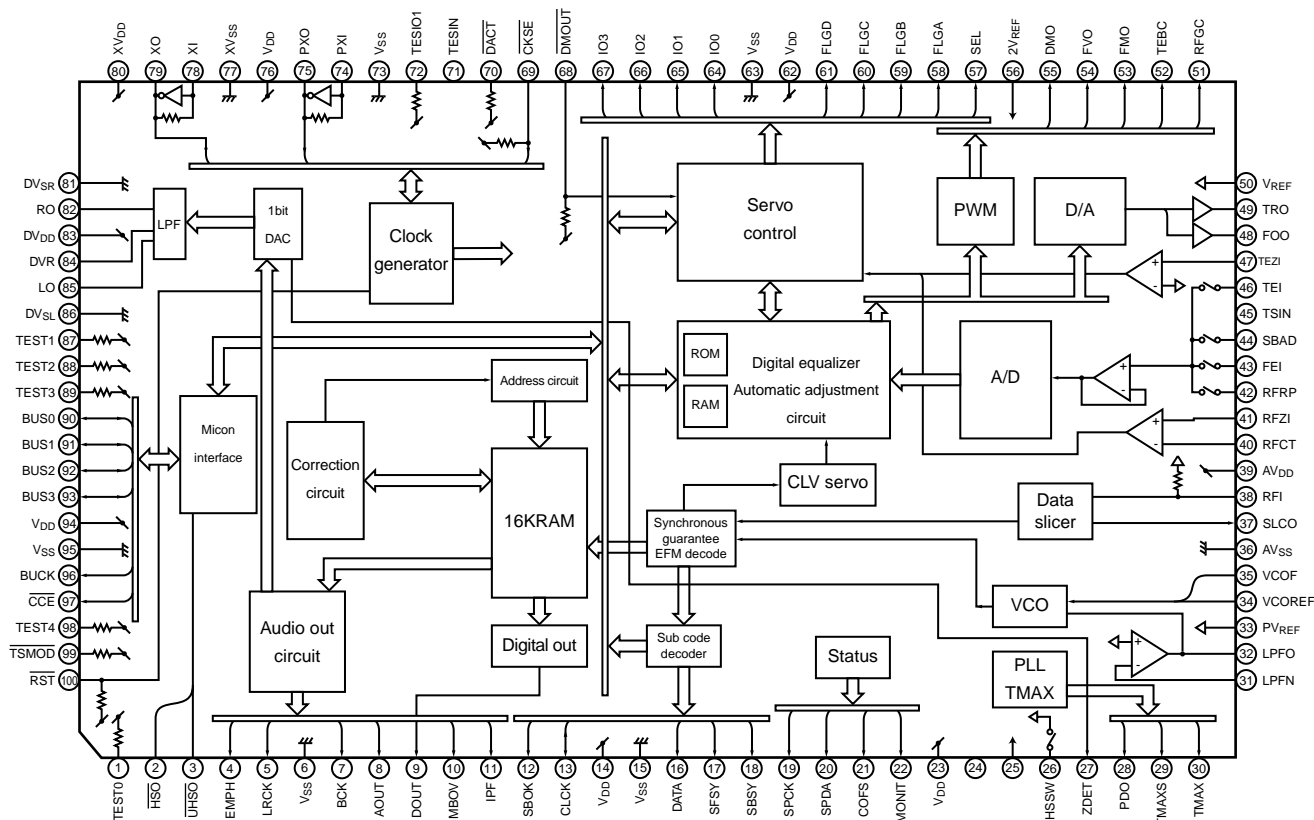 XVDD
XO
XI
XVSS
VDD
PXO
PXI
VSS
TESIO1
TESIN
DACT
CKSE
DMOUT
IO3
IO2
IO1
IO0
VSS
VDD
FLGD
FLGC
FLGB
FLGA
SEL
2VREF
DMO
FVO
FMO
TEBC
RFGC
80
79
78
77
76
75
74
73
72
71
70
69
68
67
66
65
64
63
62
61
60
59
58
57
56
55
54
53
52
51
DVSR 81
RO 82
DVDD 83
DVR 84
LO 85
DVSL 86
TEST1 87
TEST2 88
TEST3 89
BUS0 90
BUS1 91
BUS2 92
BUS3 93
VDD 94
VSS 95
BUCK 96
CCE 97
TEST4 98
TSMOD 99
RST 100
LPF
1bit
DAC
Clock
generator
Servo
control
PWM
D/A
ROM
RAM
Digital equalizer
Automatic adjustment
circuit
A/D
+
-
+
-
+
-
Address circuit
Micon
interface
Correction
circuit
16KRAM
CLV servo
Synchronous
guarantee
EFM decode
Data
slicer
VCO
+
-
Audio out
circuit
Digital out
Sub code
decoder
Status
PLL
TMAX
50 VREF
49 TRO
48 FOO
47 TEZI
46 TEI
45 TSIN
44 SBAD
43 FEI
42 RFRP
41 RFZI
40 RFCT
39 AVDD
38 RFI
37 SLCO
36 AVSS
35 VCOF
34 VCOREF
33 PVREF
32 LPFO
31 LPFN
1
2
3
4
5
6
7
8
9
10
11
12
13
14
15
16
17
18
19
20
21
22
23
24
25
26
27
28
29
30
TEST0
HSO
UHSO
EMPH
LRCK
VSS
BCK
AOUT
DOUT
MBOV
IPF
SBOK
CLCK
VDD
VSS
DATA
SFSY
SBSY
SPCK
SPDA
COFS
MONIT
VDD
HSSW
ZDET
PDO
TMAXS
TMAX